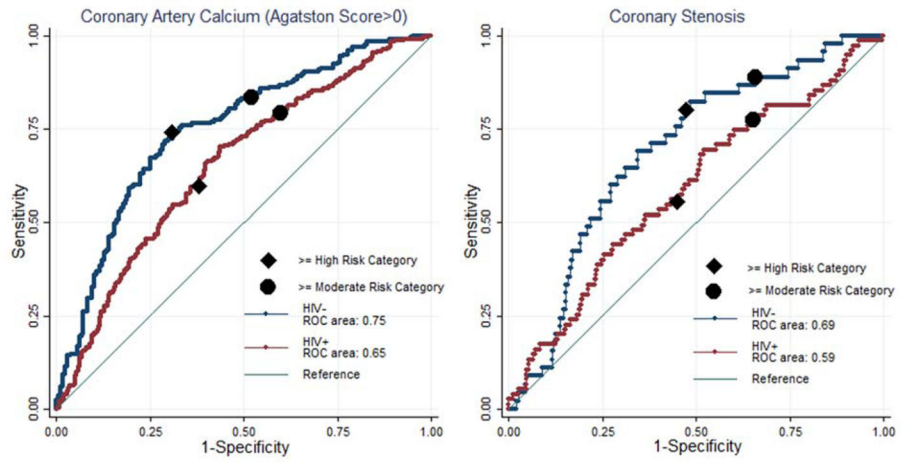 Coronary Artery Calcium (Agatston Score>0)
Sensitivity
1.00
0.75
0.50
0.25
0.00
>= High Risk Category
>= Moderate Risk Category
HIV-
ROC area: 0.75
HIV+
ROC area: 0.65
Reference
0.00 0.25 0.50 0.75 1.00
1-Specificity
Coronary Stenosis
Sensitivity
1.00
0.75
0.50
0.25
0.00
>= High Risk Category
>= Moderate Risk Category
HIV-
ROC area: 0.69
HIV+
ROC area: 0.59
Reference
0.00 0.25 0.50 0.75 1.00
1-Specificity